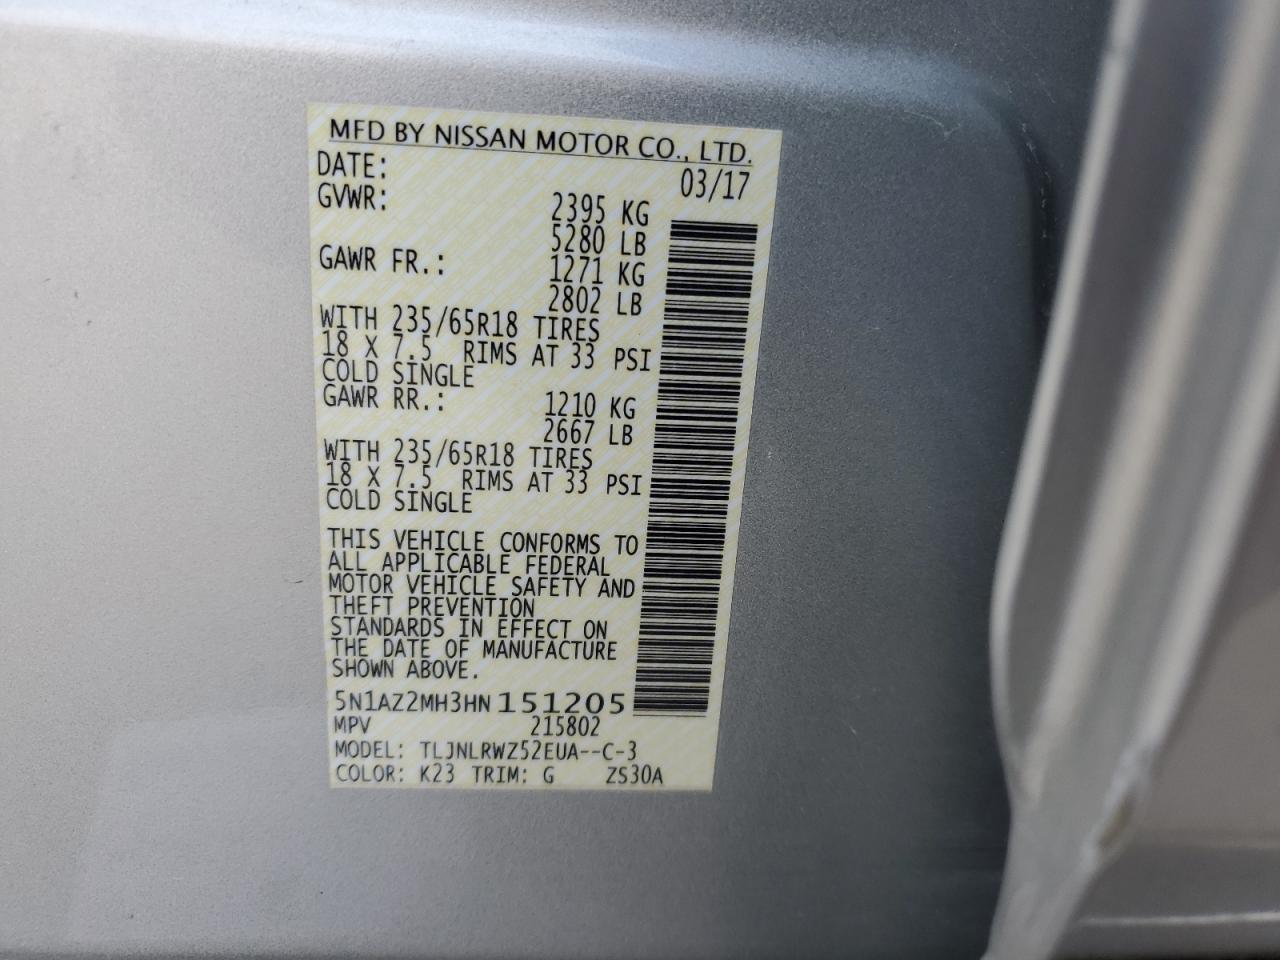 MFD BY NISSAN MOTOR CO., LTD.
DATE: 03/17
GVWR: 2395 KG
5280 LB
GAWR FR.: 1271 KG
2802 LB
WITH 235/65R18 TIRES
18 X 7.5 RIMS AT 33 PSI
COLD SINGLE
GAWR RR.: 1210 KG
2667 LB
WITH 235/65R18 TIRES
18 X 7.5 RIMS AT 33 PSI
COLD SINGLE
THIS VEHICLE CONFORMS TO
ALL APPLICABLE FEDERAL
MOTOR VEHICLE SAFETY AND
THEFT PREVENTION
STANDARDS IN EFFECT ON
THE DATE OF MANUFACTURE
SHOWN ABOVE.
5N1AZ2MH3HN151205
MPV 215802
MODEL: TLJNLRWZ52EUA--C-3
COLOR: K23 TRIM: G ZS30A